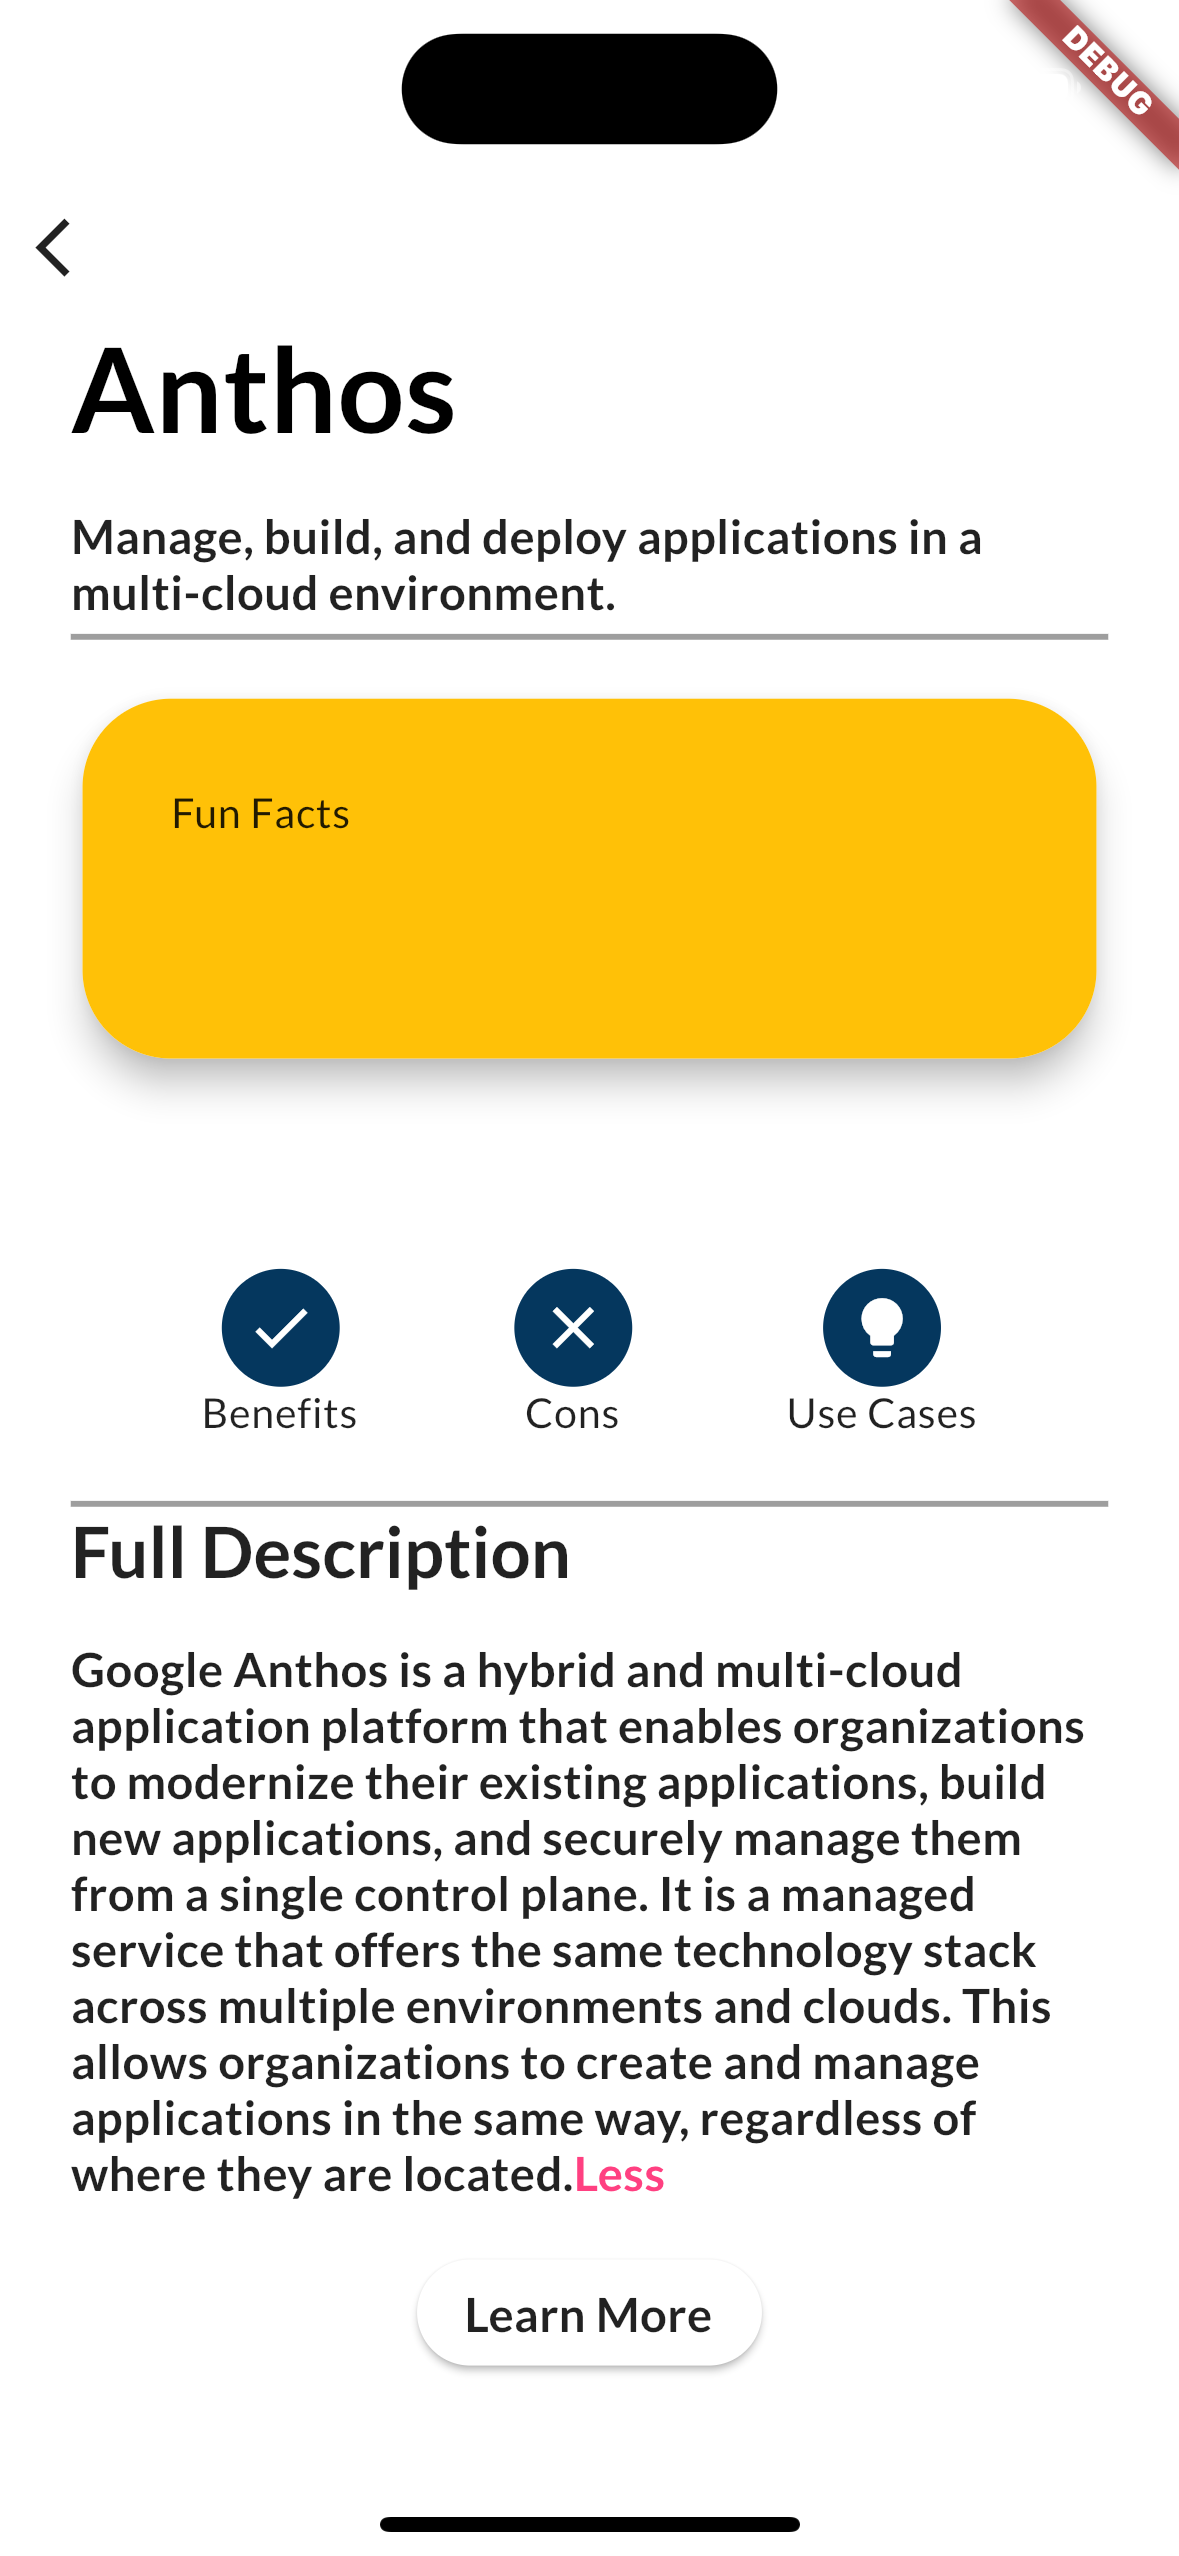 DEBUG
Anthos
Manage, build, and deploy applications in a
multi-cloud environment.
Fun Facts
Benefits
Cons
Use Cases
Full Description
Google Anthos is a hybrid and multi-cloud
application platform that enables organizations
to modernize their existing applications, build
new applications, and securely manage them
from a single control plane. It is a managed
service that offers the same technology stack
across multiple environments and clouds. This
allows organizations to create and manage
applications in the same way, regardless of
where they are located.Less
Learn More